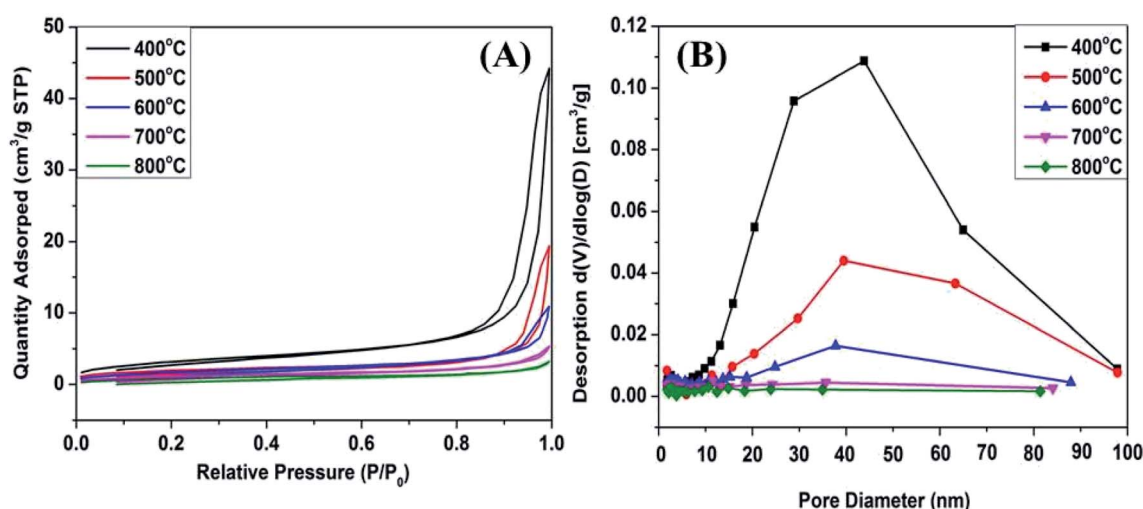 (A)
400°C
500°C
600°C
700°C
800°C
50
40
30
20
10
0
Quantity Adsorped (cm³/g STP)
0.0 0.2 0.4 0.6 0.8 1.0
Relative Pressure (P/P₀)
(B)
400°C
500°C
600°C
700°C
800°C
0.12
0.10
0.08
0.06
0.04
0.02
0.00
Desorption d(V)/dlog(D) [cm³/g]
0 10 20 30 40 50 60 70 80 90 100
Pore Diameter (nm)